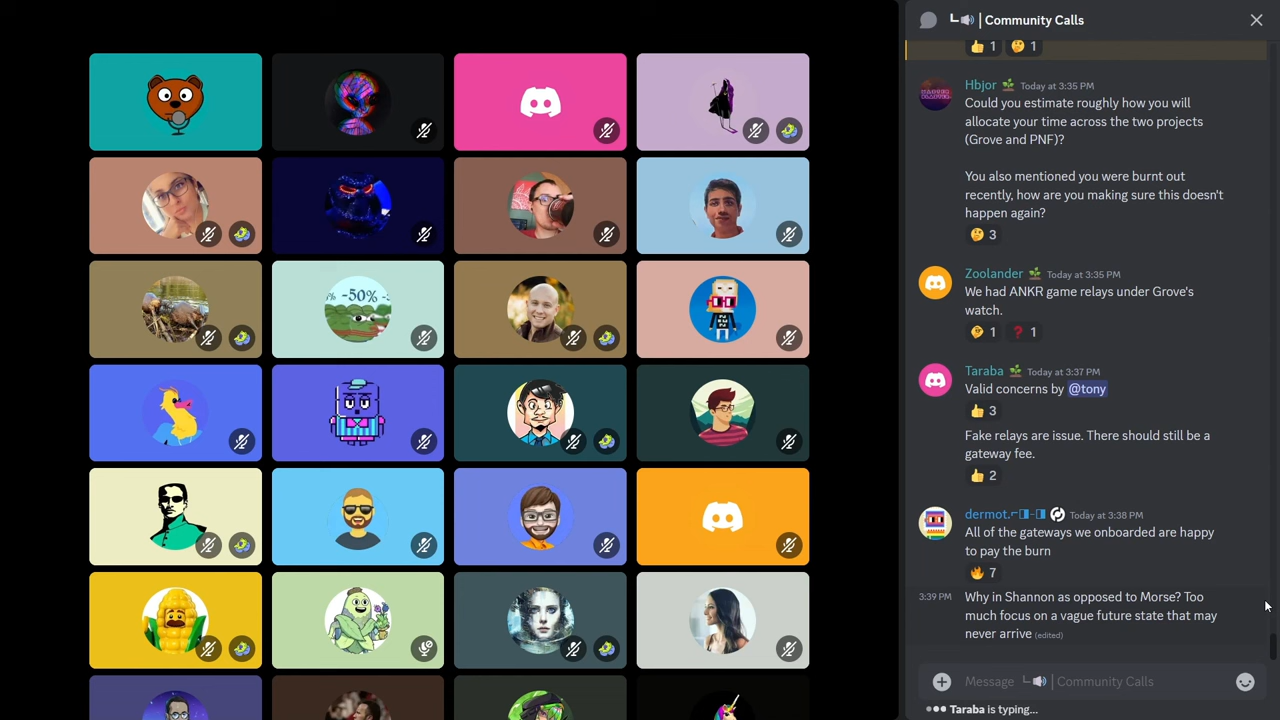 Community Calls
1 1
Hbjor Today at 3:35 PM
Could you estimate roughly how you will
allocate your time across the two projects
(Grove and PNF)?
You also mentioned you were burnt out
recently, how are you making sure this doesn't
happen again?
3
Zoolander Today at 3:35 PM
We had ANKR game relays under Grove's
watch.
1 1
Taraba Today at 3:37 PM
Valid concerns by @tony
3
Fake relays are issue. There should still be a
gateway fee.
2
dermot. Today at 3:38 PM
All of the gateways we onboarded are happy
to pay the burn
7
3:39 PM Why in Shannon as opposed to Morse? Too
much focus on a vague future state that may
never arrive (edited)
Message Community Calls
Taraba is typing...
-50%